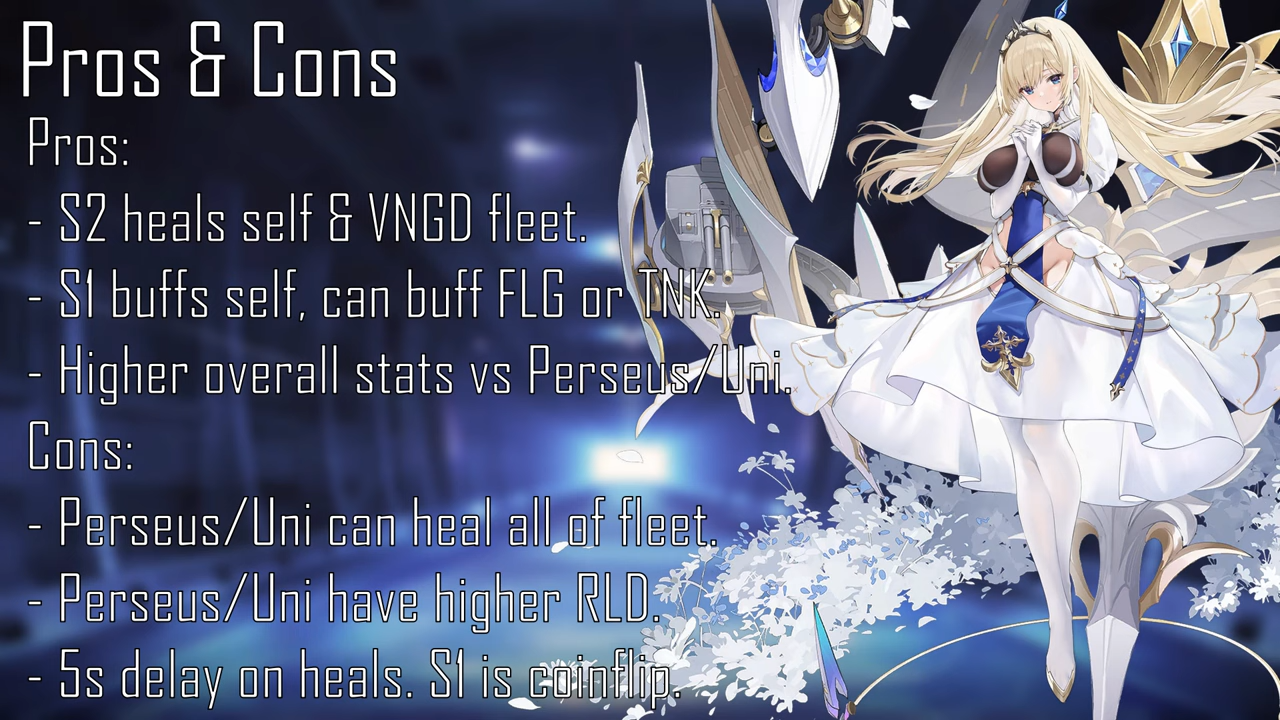 Pros & Cons
Pros:
- S2 heals self & VNGD fleet.
- S1 buffs self, can buff FLG or TNK.
- Higher overall stats vs Perseus/Uni.
Cons:
- Perseus/Uni can heal all of fleet.
- Perseus/Uni have higher RLD.
- 5s delay on heals. S1 is coinflip.